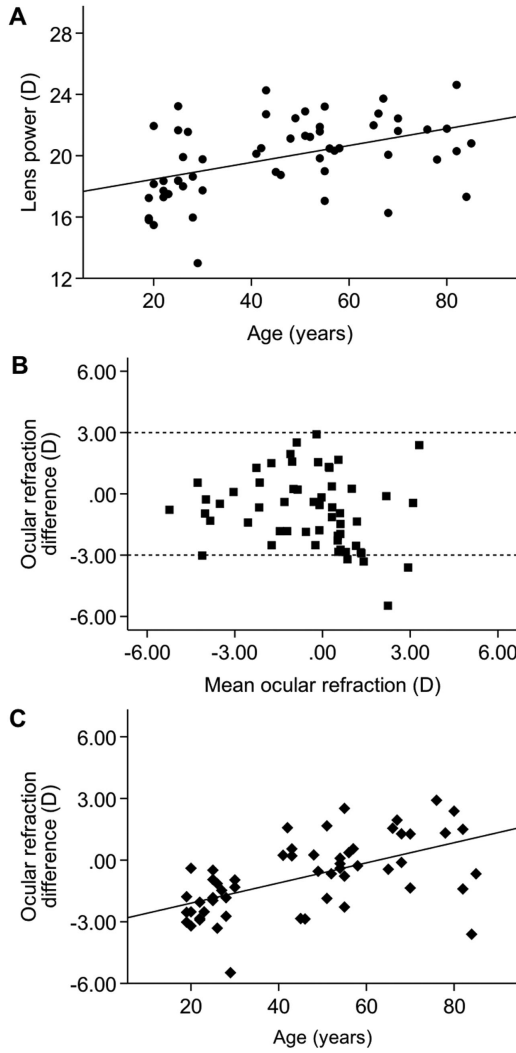 A
28
24
20
16
12
Lens power (D)
20 40 60 80
Age (years)
B
6.00
3.00
.00
-3.00
-6.00
Ocular refraction
difference (D)
-6.00 -3.00 .00 3.00 6.00
Mean ocular refraction (D)
C
6.00
3.00
.00
-3.00
-6.00
Ocular refraction
difference (D)
20 40 60 80
Age (years)